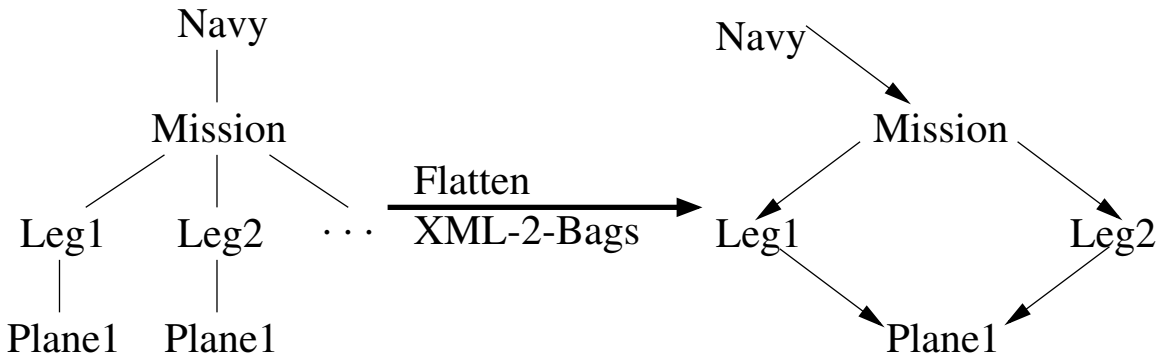 Navy
Mission
Leg1 Leg2 . . .
Plane1 Plane1
Flatten
XML-2-Bags
Navy
Mission
Leg1 Leg2
Plane1